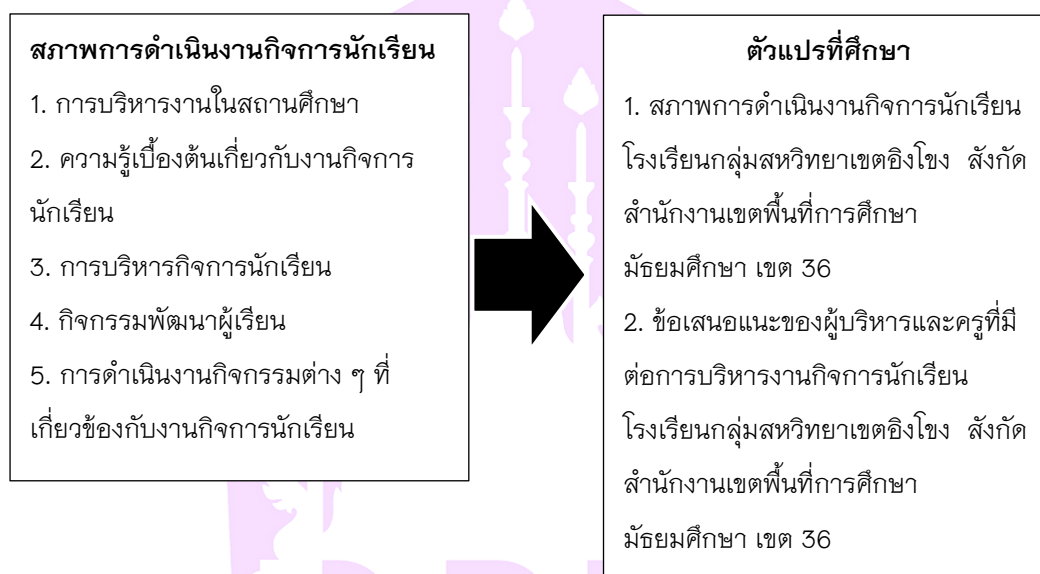 สภาพการดำเนินงานกิจการนักเรียน
1. การบริหารงานในสถานศึกษา
2. ความรู้เบื้องต้นเกี่ยวกับงานกิจการ
นักเรียน
3. การบริหารกิจการนักเรียน
4. กิจกรรมพัฒนาผู้เรียน
5. การดำเนินงานกิจกรรมต่าง ๆ ที่
เกี่ยวข้องกับงานกิจการนักเรียน
ตัวแปรที่ศึกษา
1. สภาพการดำเนินงานกิจการนักเรียน
โรงเรียนกลุ่มสหวิทยาเขตอิงโขง สังกัด
สำนักงานเขตพื้นที่การศึกษา
มัธยมศึกษา เขต 36
2. ข้อเสนอแนะของผู้บริหารและครูที่มี
ต่อการบริหารงานกิจการนักเรียน
โรงเรียนกลุ่มสหวิทยาเขตอิงโขง สังกัด
สำนักงานเขตพื้นที่การศึกษา
มัธยมศึกษา เขต 36